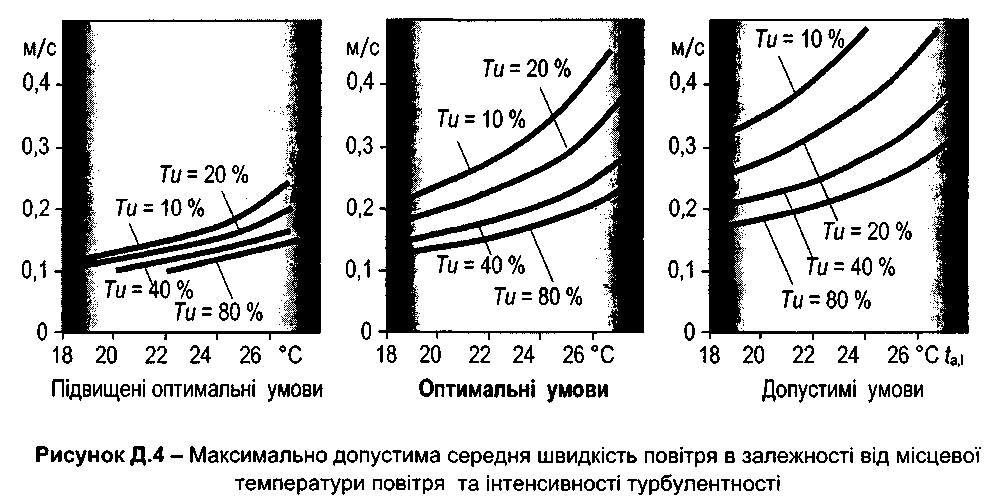 м/с
0,4
0,3
0,2
0,1
0
Tu = 20 %
Tu = 10 %
Tu = 40 %
Tu = 80 %
18 20 22 24 26 °C
Підвищені оптимальні умови
м/с
0,4
0,3
0,2
0,1
0
Tu = 20 %
Tu = 10 %
Tu = 40 %
Tu = 80 %
18 20 22 24 26 °C
Оптимальні умови
м/с
0,4
0,3
0,2
0,1
0
Tu = 10 %
Tu = 20 %
Tu = 40 %
Tu = 80 %
18 20 22 24 26 °C ta,l
Допустимі умови
Рисунок Д.4 – Максимально допустима середня швидкість повітря в залежності від місцевої
температури повітря та інтенсивності турбулентності